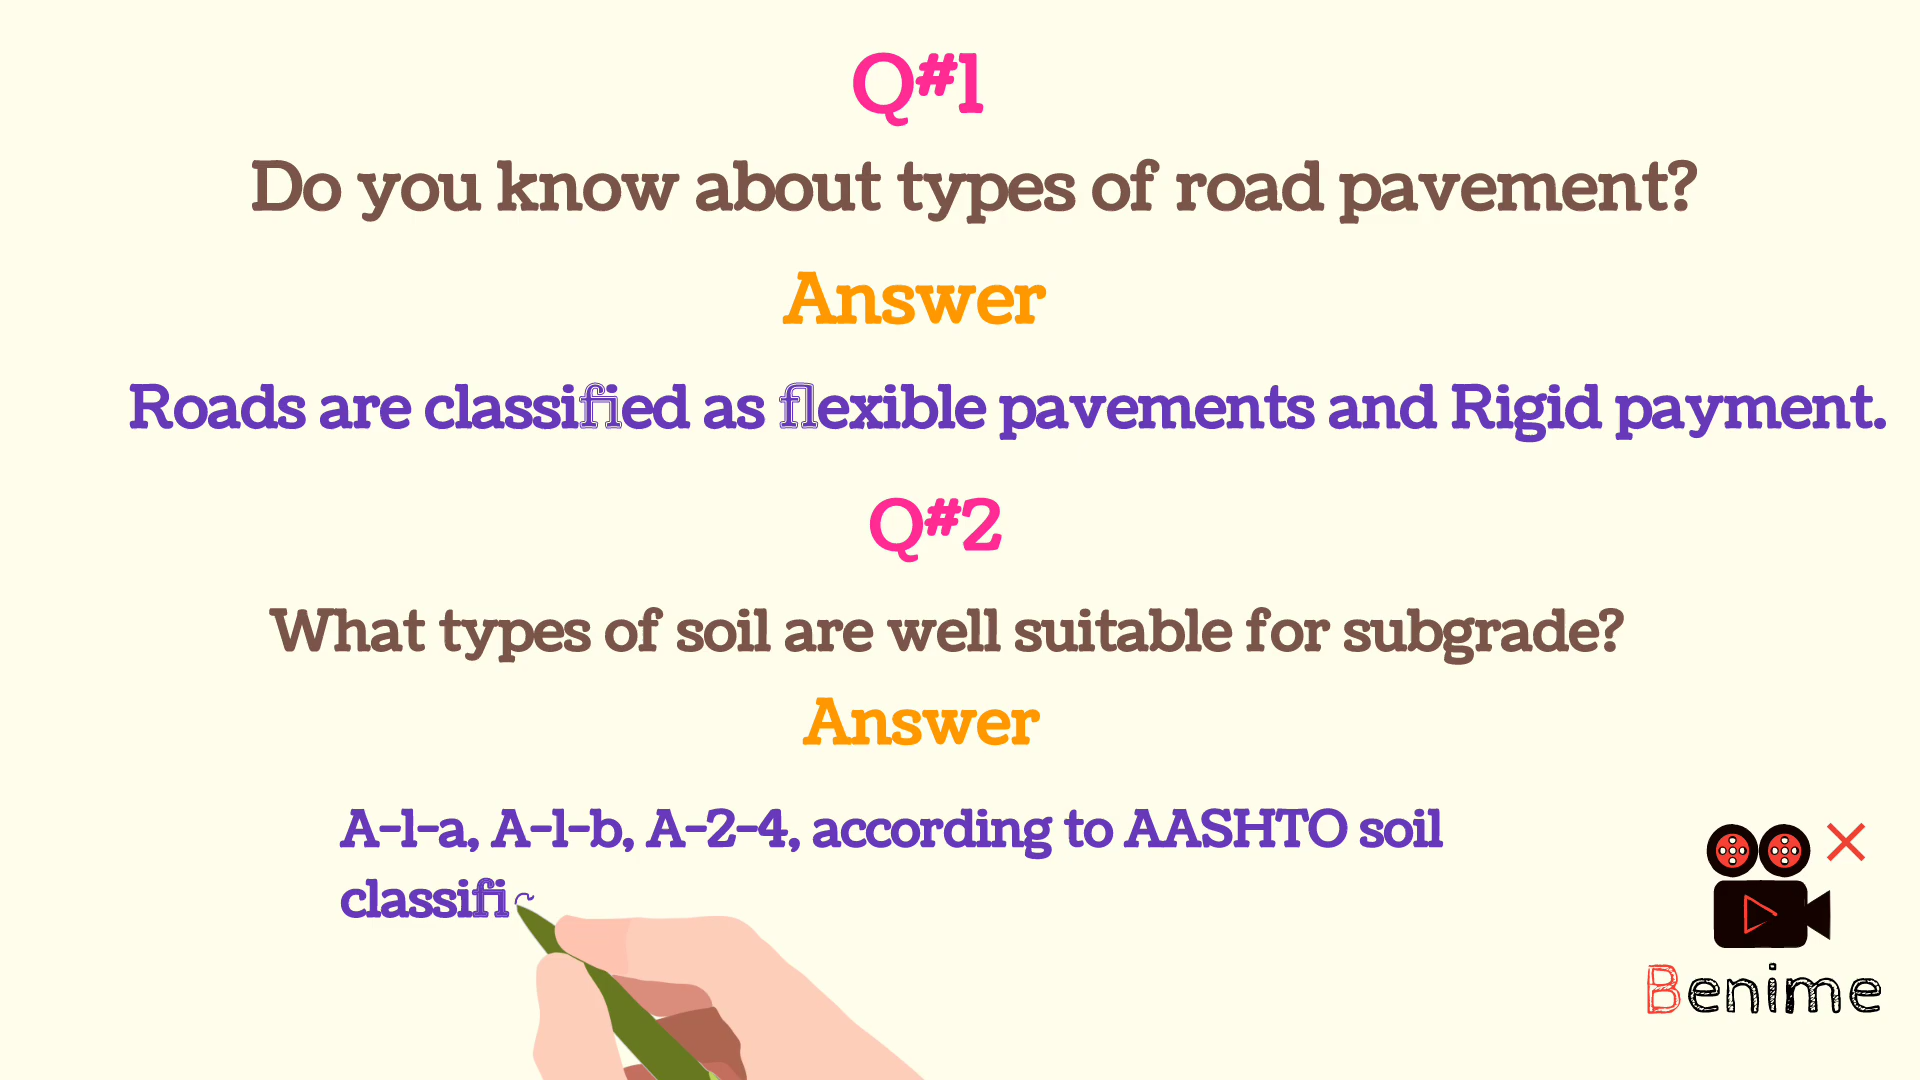 Q#1
Do you know about types of road pavement?
Answer
Roads are classified as flexible pavements and Rigid payment.
Q#2
What types of soil are well suitable for subgrade?
Answer
A-1-a, A-1-b, A-2-4, according to AASHTO soil
classifi
Benime